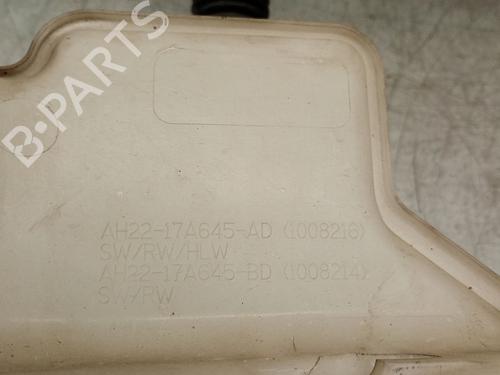 B-PARTS
AH22-17A645-AD (1008216)
SW/RW/HLW
AH22-17A645-BD (1008214)
SW/RW